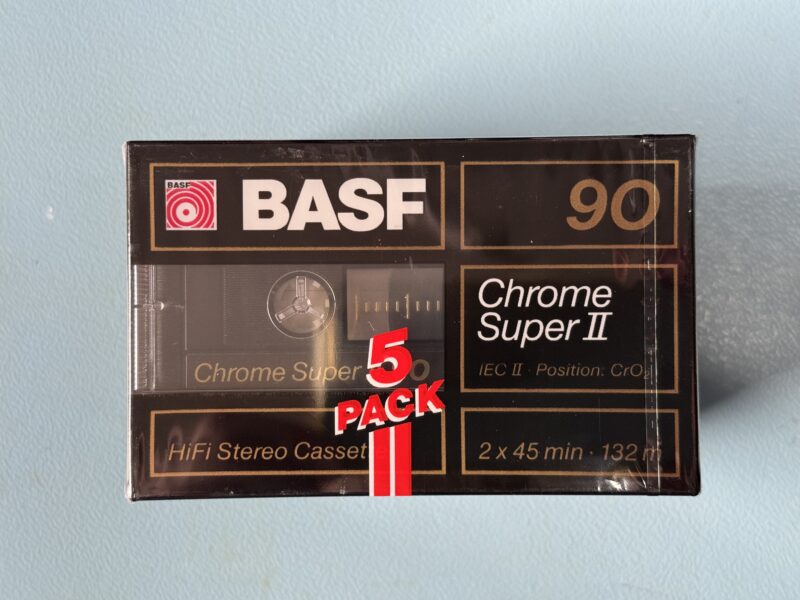 BASF
BASF
90
Chrome
Super II
IEC II · Position: CrO₂
Chrome Super
5
PACK
HiFi Stereo Casset
2 x 45 min · 132 m